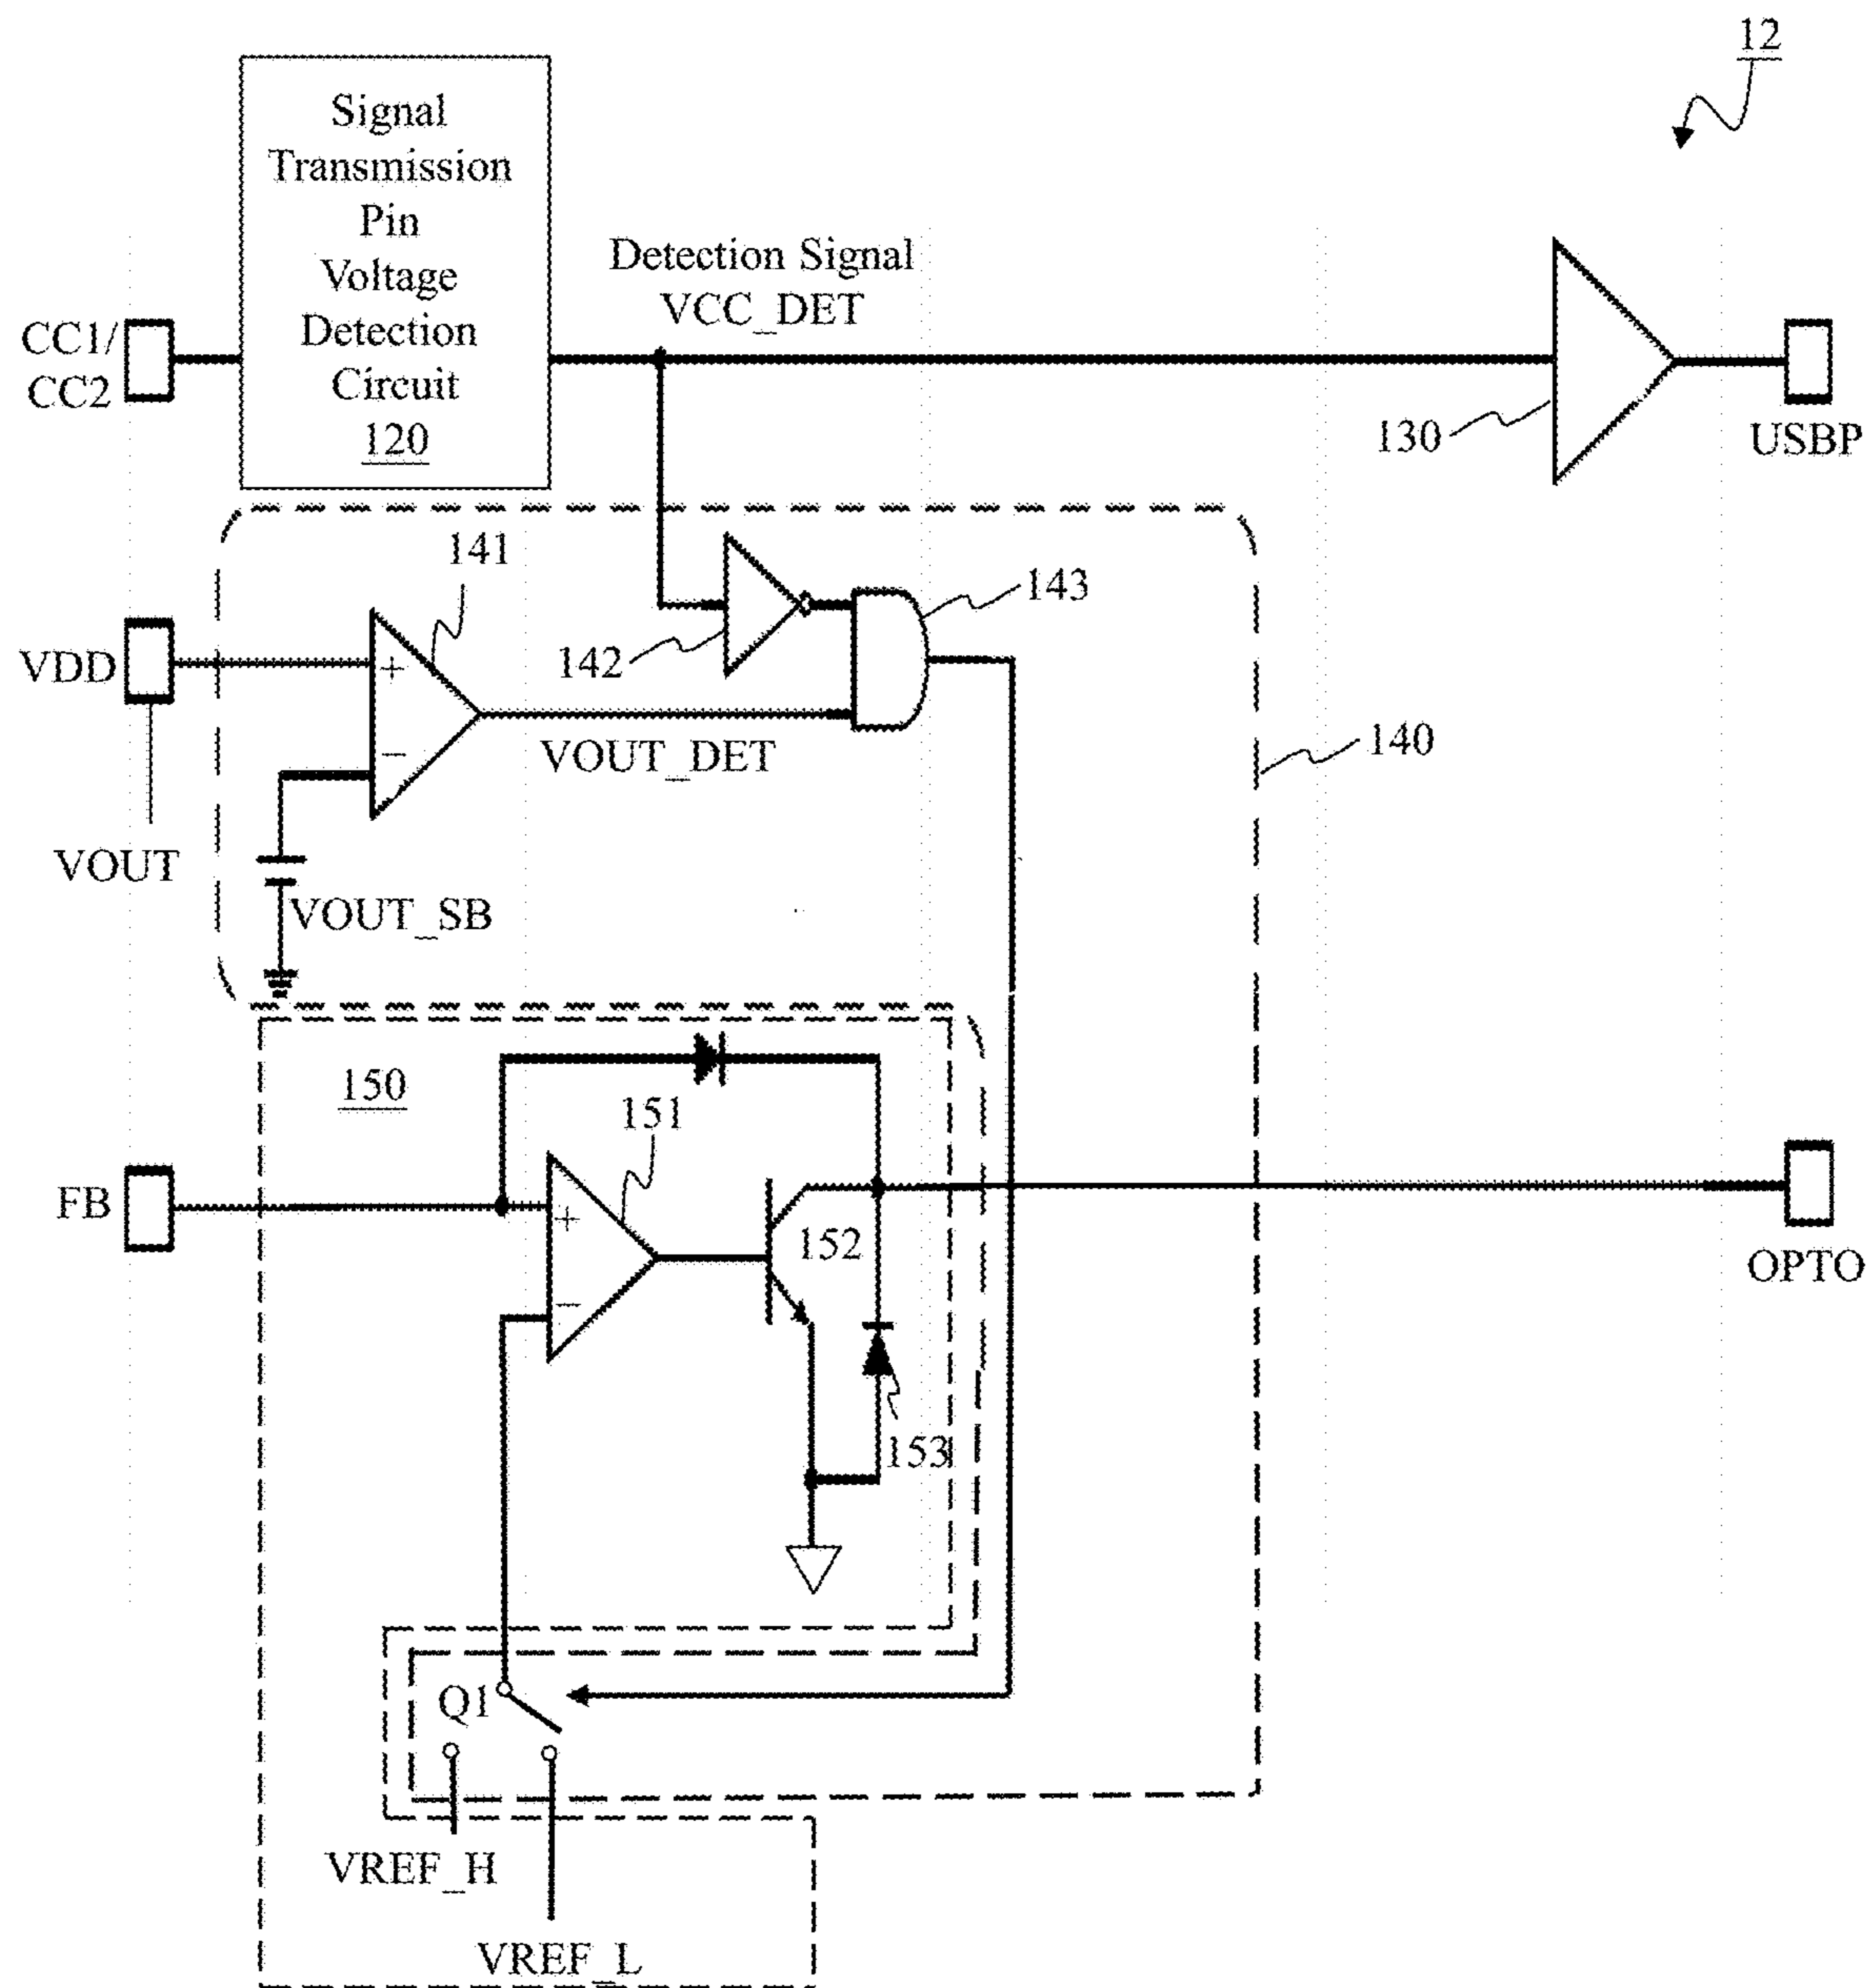 12
Signal
Transmission
Pin
Voltage
Detection
Circuit
120
Detection Signal
VCC_DET
CC1/
CC2
130
USBP
141
143
142
VDD
+
−
VOUT_DET
140
VOUT
VOUT_SB
150
151
FB
+
−
152
OPTO
153
Q1
VREF_H
VREF_L